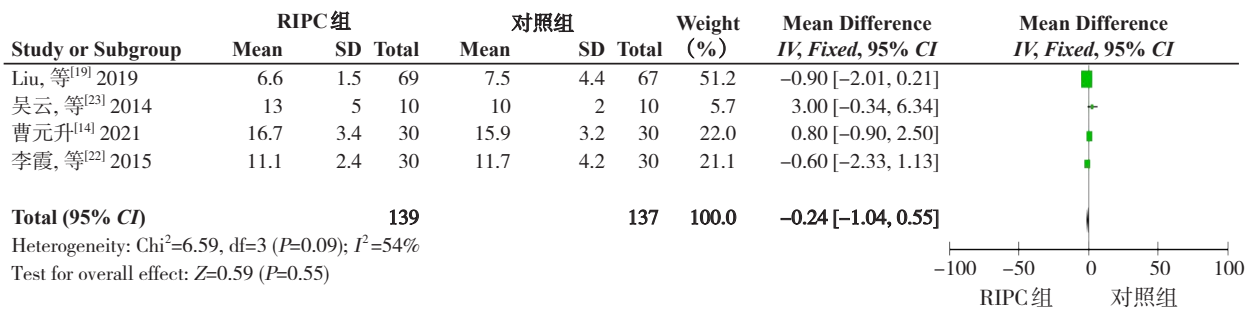 RIPC组 对照组 Weight Mean Difference Mean Difference
Study or Subgroup Mean SD Total Mean SD Total (%) IV, Fixed, 95% CI IV, Fixed, 95% CI
Liu, 等[19] 2019 6.6 1.5 69 7.5 4.4 67 51.2 −0.90 [−2.01, 0.21]
吴云, 等[23] 2014 13 5 10 10 2 10 5.7 3.00 [−0.34, 6.34]
曹元升[14] 2021 16.7 3.4 30 15.9 3.2 30 22.0 0.80 [−0.90, 2.50]
李霞, 等[22] 2015 11.1 2.4 30 11.7 4.2 30 21.1 −0.60 [−2.33, 1.13]
Total (95% CI) 139 137 100.0 −0.24 [−1.04, 0.55]
Heterogeneity: Chi²=6.59, df=3 (P=0.09); I²=54%
Test for overall effect: Z=0.59 (P=0.55)
−100 −50 0 50 100
RIPC组 对照组